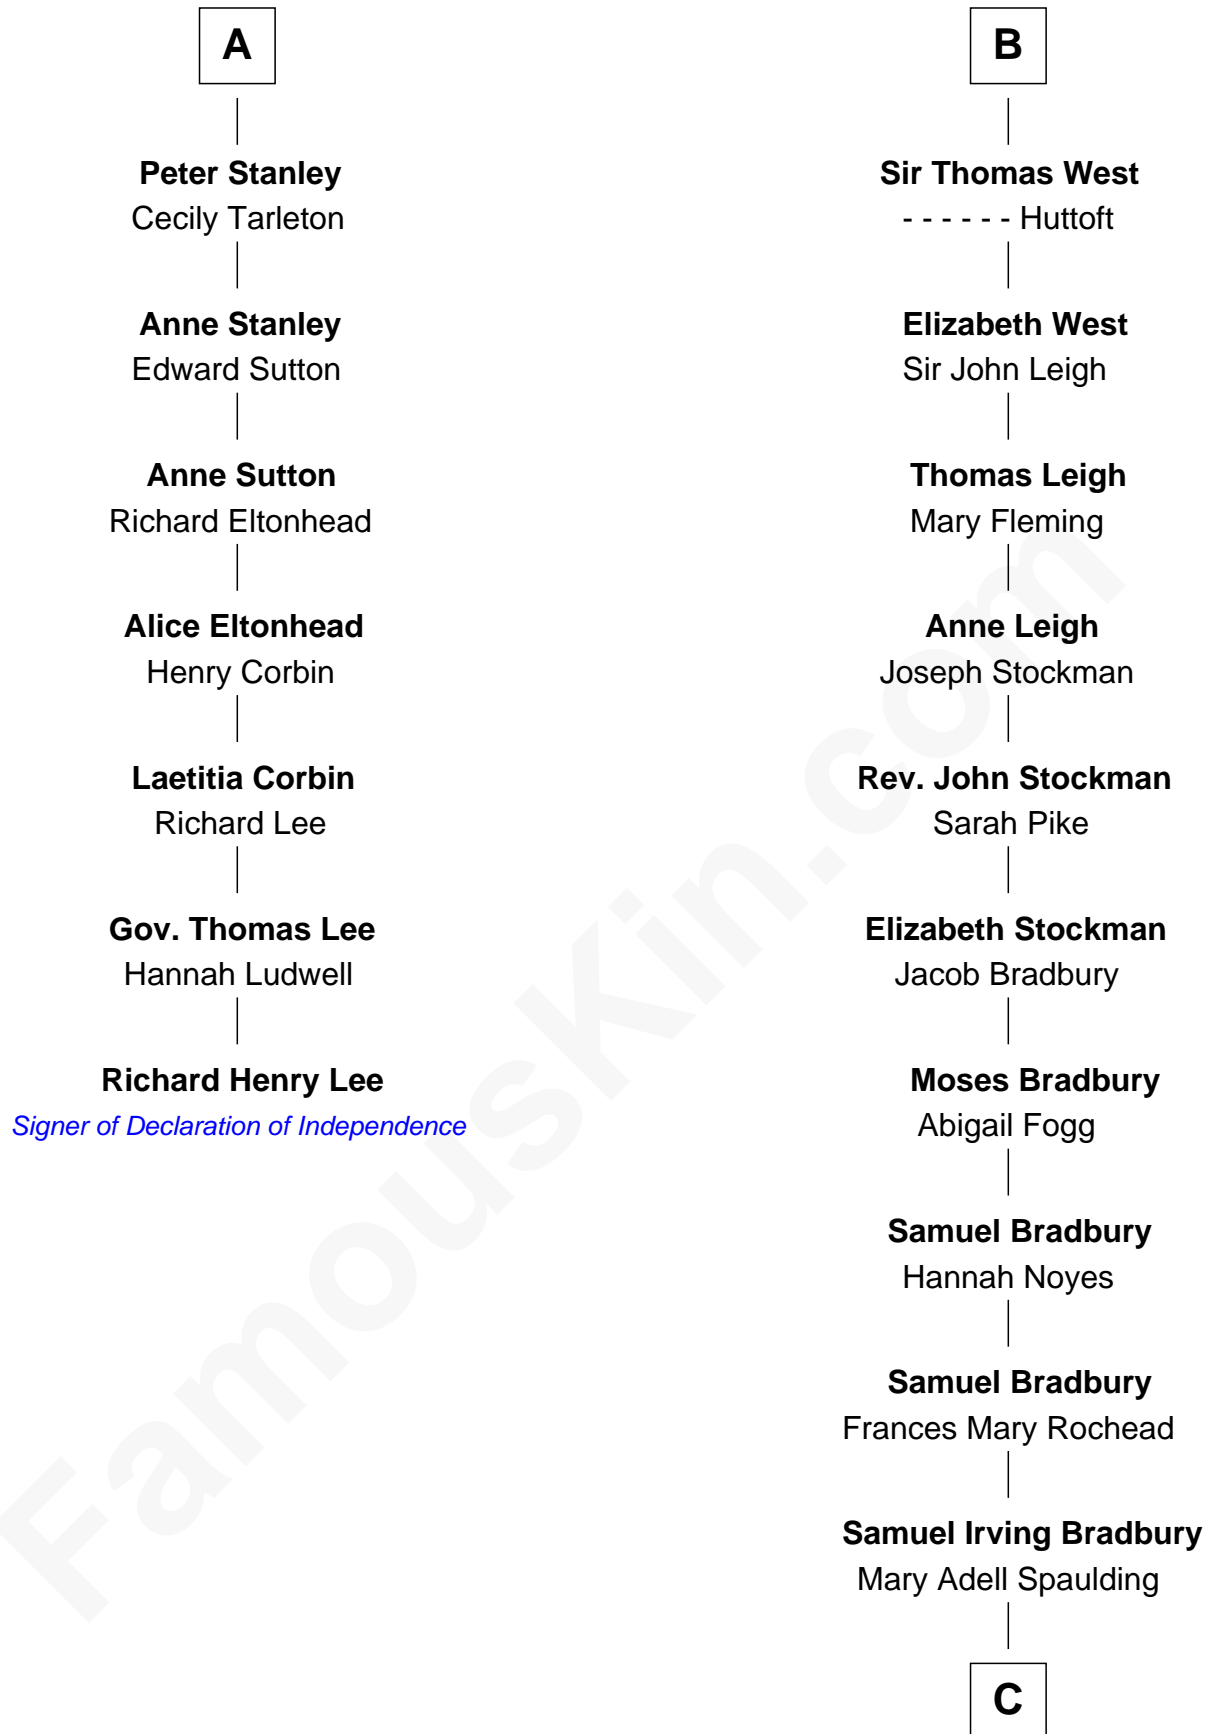 A
Peter Stanley
Cecily Tarleton
Anne Stanley
Edward Sutton
Anne Sutton
Richard Eltonhead
Alice Eltonhead
Henry Corbin
Laetitia Corbin
Richard Lee
Gov. Thomas Lee
Hannah Ludwell
Richard Henry Lee
Signer of Declaration of Independence
B
Sir Thomas West
- - - - - - Huttoft
Elizabeth West
Sir John Leigh
Thomas Leigh
Mary Fleming
Anne Leigh
Joseph Stockman
Rev. John Stockman
Sarah Pike
Elizabeth Stockman
Jacob Bradbury
Moses Bradbury
Abigail Fogg
Samuel Bradbury
Hannah Noyes
Samuel Bradbury
Frances Mary Rochead
Samuel Irving Bradbury
Mary Adell Spaulding
C
FamousKin.com